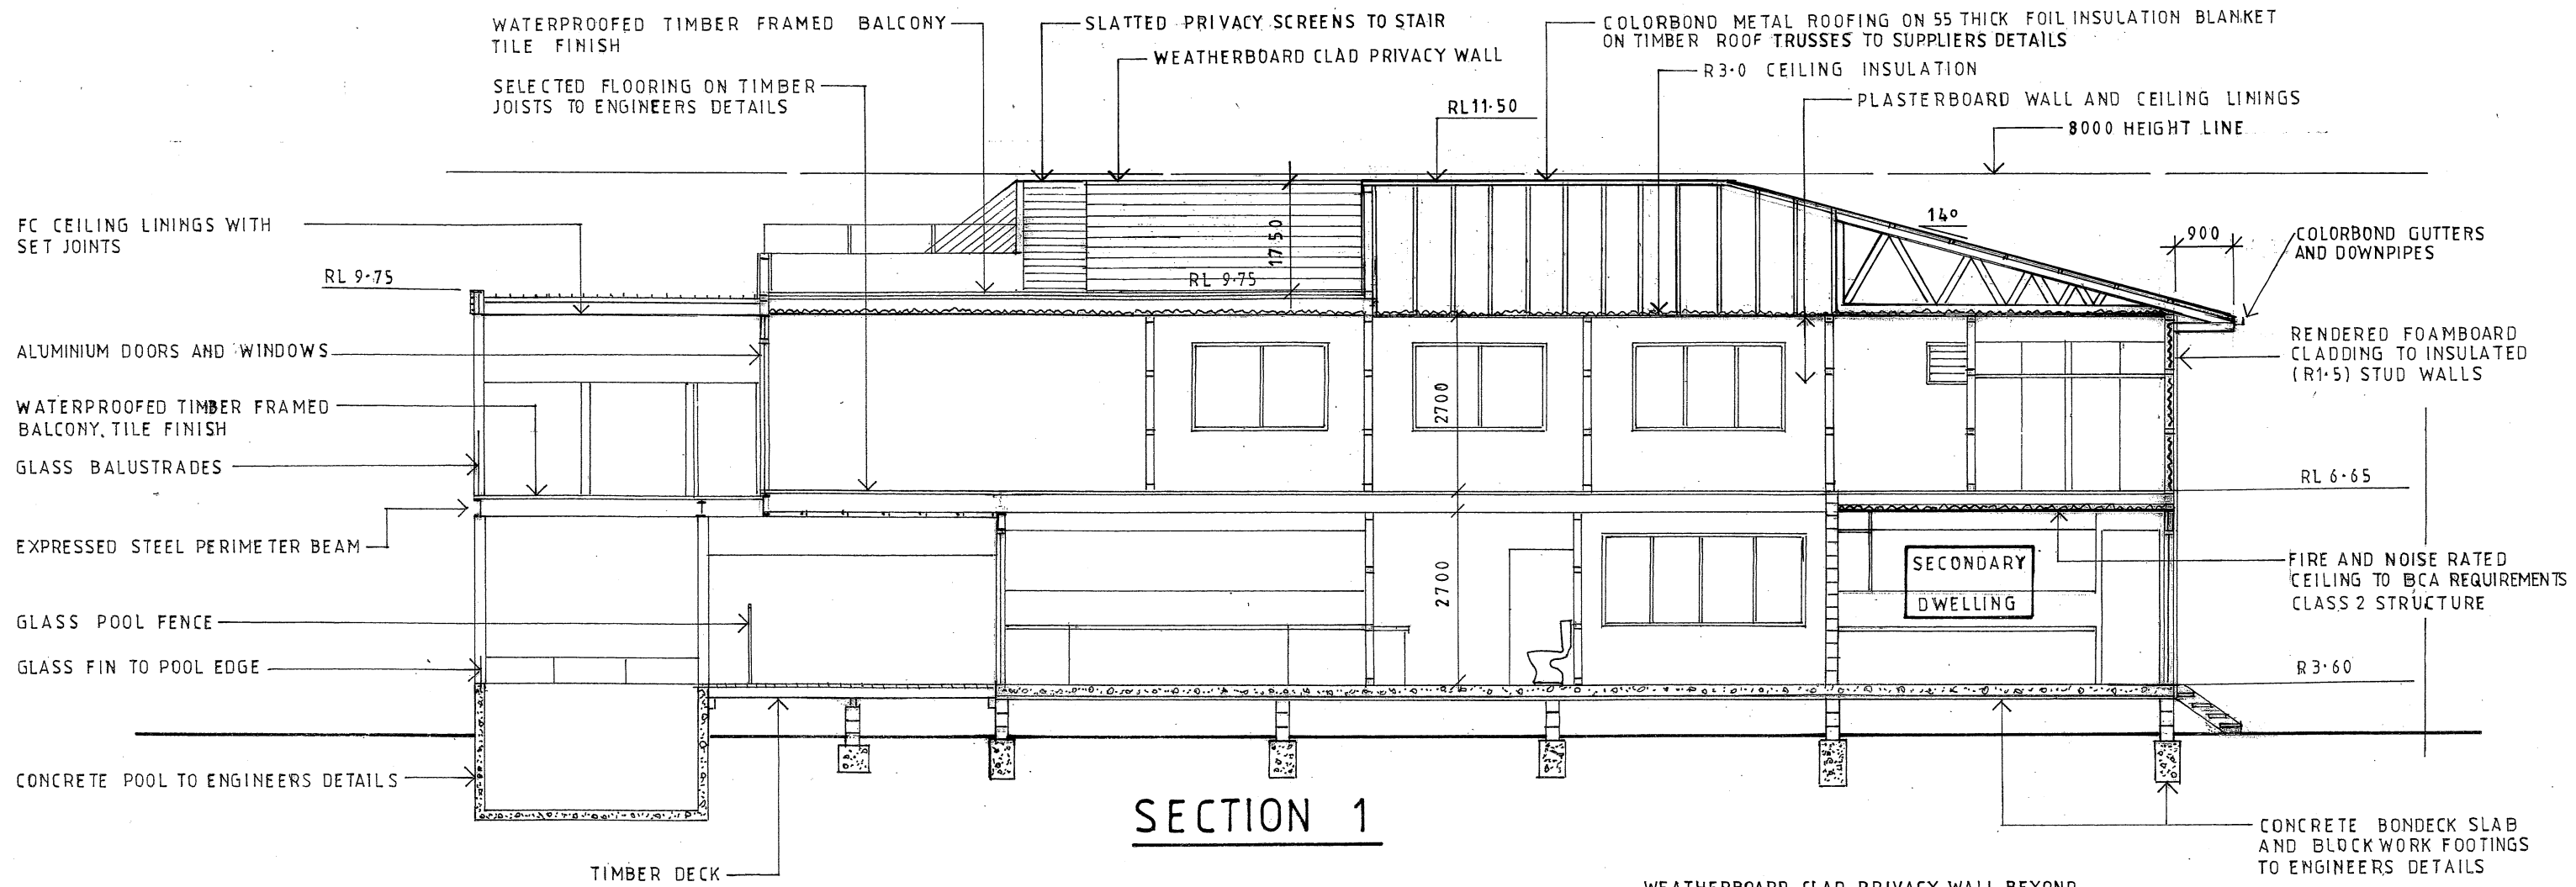 WATERPROOFED TIMBER FRAMED BALCONY
TILE FINISH
SELECTED FLOORING ON TIMBER
JOISTS TO ENGINEERS DETAILS
SLATTED PRIVACY SCREENS TO STAIR
WEATHERBOARD CLAD PRIVACY WALL
COLORBOND METAL ROOFING ON 55 THICK FOIL INSULATION BLANKET
ON TIMBER ROOF TRUSSES TO SUPPLIERS DETAILS
R3·0 CEILING INSULATION
RL11·50
PLASTERBOARD WALL AND CEILING LININGS
8000 HEIGHT LINE
FC CEILING LININGS WITH
SET JOINTS
RL 9·75
1750
RL 9·75
14°
900
COLORBOND GUTTERS
AND DOWNPIPES
ALUMINIUM DOORS AND WINDOWS
RENDERED FOAMBOARD
CLADDING TO INSULATED
(R1·5) STUD WALLS
WATERPROOFED TIMBER FRAMED
BALCONY, TILE FINISH
2700
GLASS BALUSTRADES
RL 6·65
EXPRESSED STEEL PERIMETER BEAM
FIRE AND NOISE RATED
CEILING TO BCA REQUIREMENTS
CLASS 2 STRUCTURE
SECONDARY
DWELLING
2700
GLASS POOL FENCE
GLASS FIN TO POOL EDGE
R3·60
CONCRETE POOL TO ENGINEERS DETAILS
SECTION 1
CONCRETE BONDECK SLAB
AND BLOCKWORK FOOTINGS
TO ENGINEERS DETAILS
TIMBER DECK
WEATHERBOARD CLAD PRIVACY WALL BEYOND